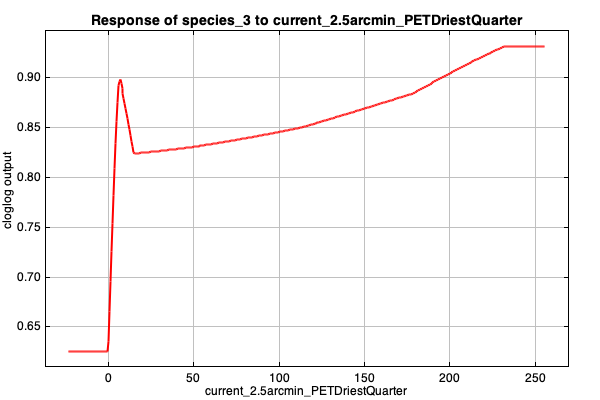 Response of species_3 to current_2.5arcmin_PETDriestQuarter
cloglog output
0.90
0.85
0.80
0.75
0.70
0.65
0 50 100 150 200 250
current_2.5arcmin_PETDriestQuarter